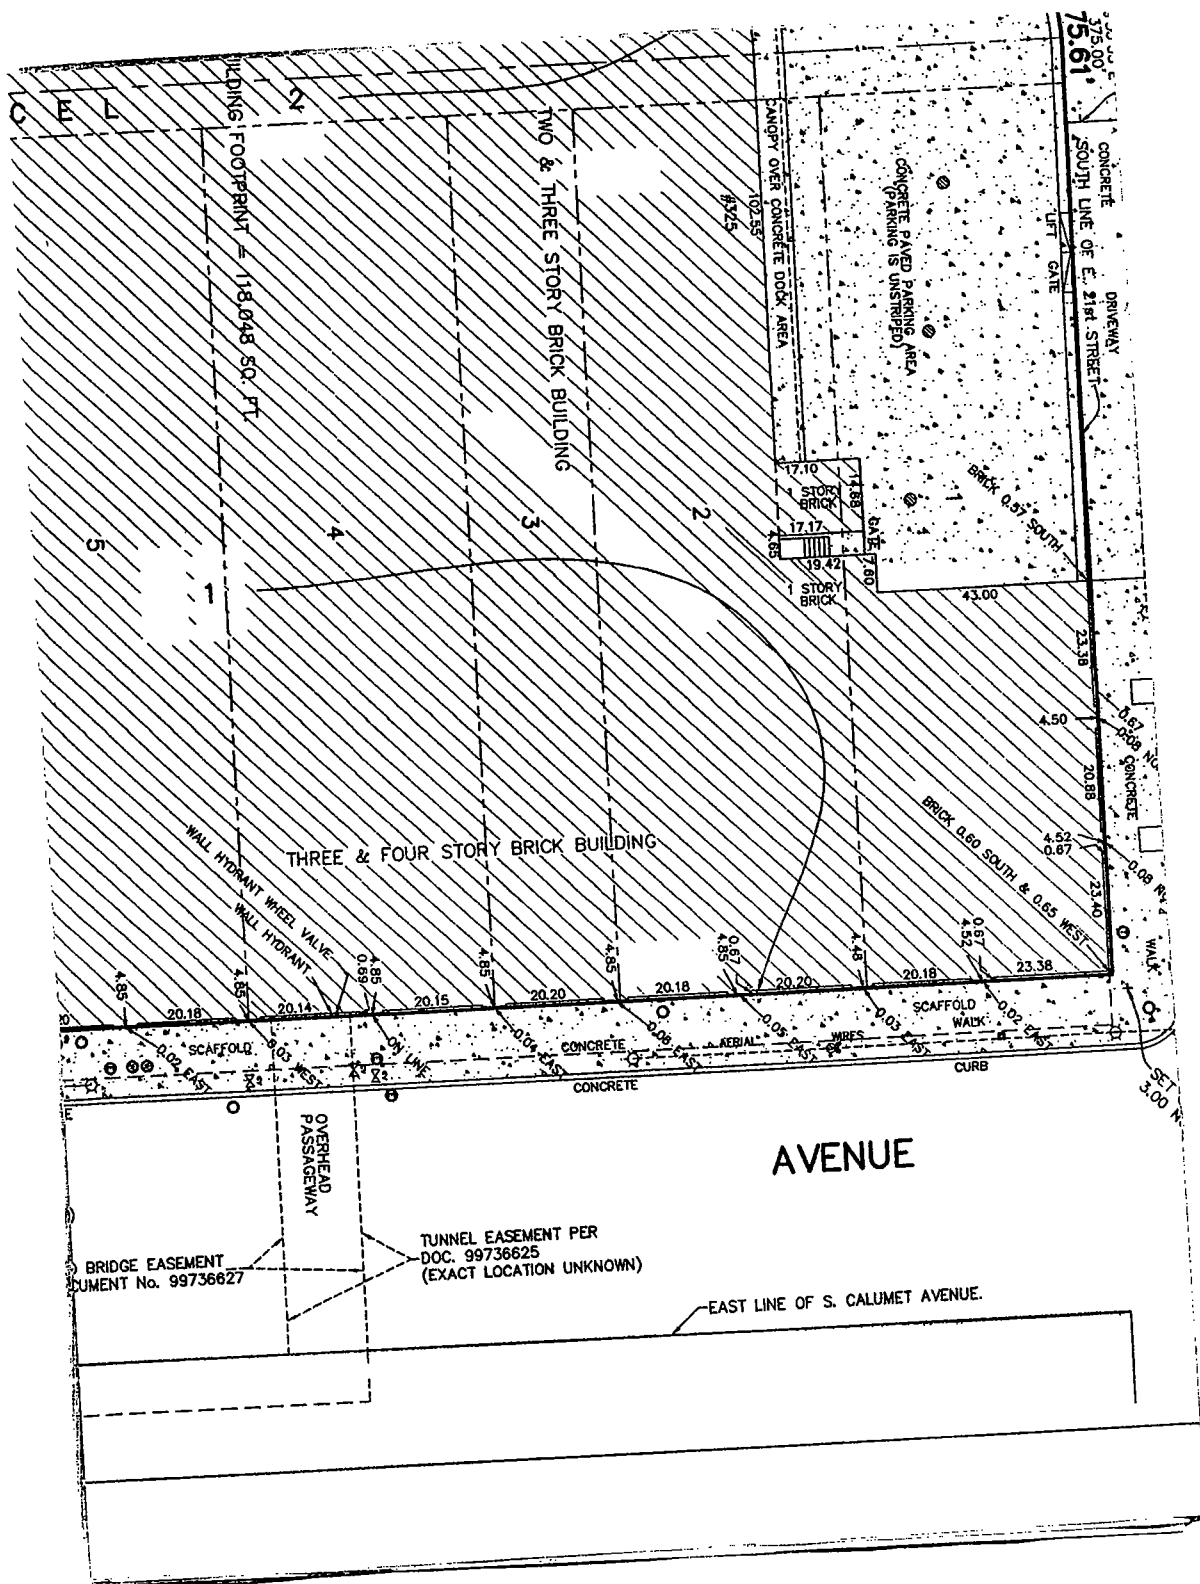 375.00'
75.61'
CONCRETE
DRIVEWAY
SOUTH LINE OF E. 21st STREET
LIFT GATE
CONCRETE PAVED PARKING AREA
(PARKING IS UNSTRIPED)
CANOPY OVER CONCRETE DOCK AREA
102.55
#325
TWO & THREE STORY BRICK BUILDING
ILDING FOOTPRINT = 118,048 SQ. FT.
C E L 2
BRICK 0.57 SOUTH
1
17.10
14.68
1 STORY
BRICK
17.17
4.65
GATE
7.60
19.42
1 STORY
BRICK
43.00
2
3
4
5
1
23.38
4.50
0.67
0.08 NO
20.88
CONCRETE
WALK
4.52
0.67
0.08 N
23.40
BRICK 0.60 SOUTH & 0.65 WEST
THREE & FOUR STORY BRICK BUILDING
WALL HYDRANT WHEEL VALVE
WALL HYDRANT
4.85
4.85
0.69
4.85
4.85
4.85
0.67
4.85
4.48
0.67
4.52
20.18
20.14
20.15
20.20
20.18
20.20
20.18
23.38
SCAFFOLD
CONCRETE
AERIAL
WIRES
SCAFFOLD
WALK
0.02 EAST
0.03 WEST
ON LINE
0.04 EAST
0.06 EAST
0.05 EAST
0.03 EAST
0.02 EAST
CONCRETE
CURB
SET
3.00 N
OVERHEAD
PASSAGEWAY
AVENUE
BRIDGE EASEMENT
CUMENT No. 99736627
TUNNEL EASEMENT PER
DOC. 99736625
(EXACT LOCATION UNKNOWN)
EAST LINE OF S. CALUMET AVENUE.